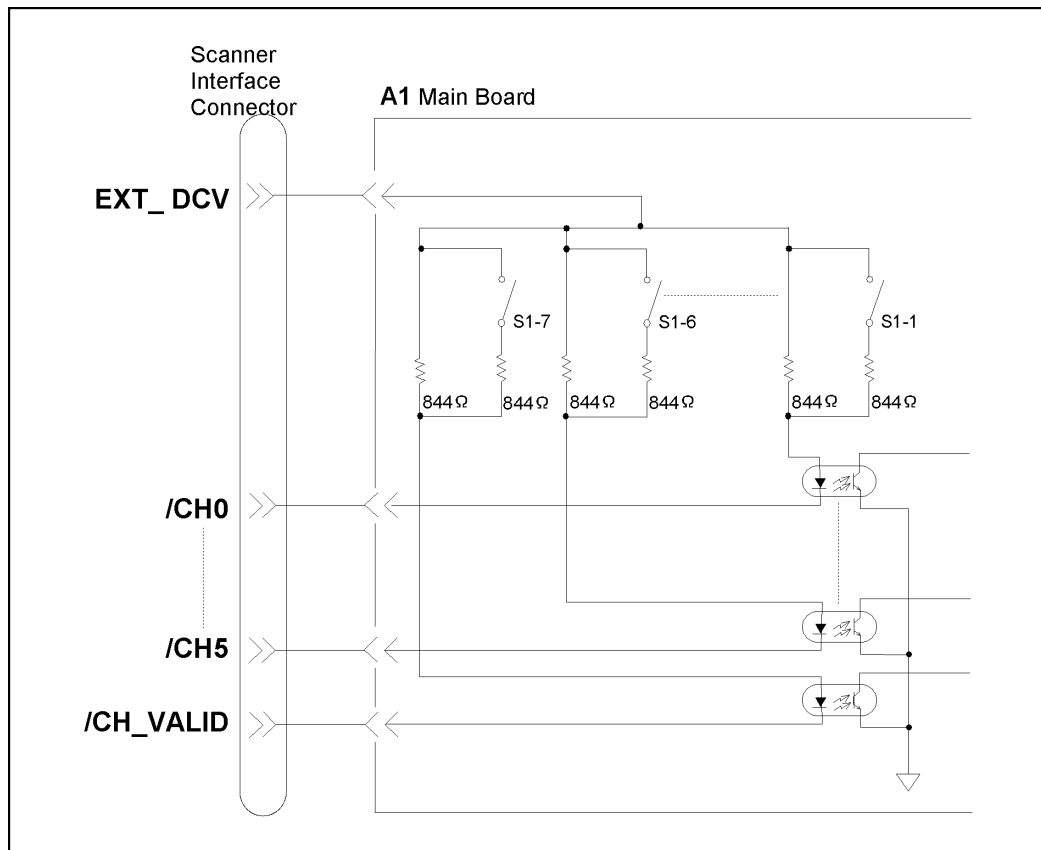 Scanner
Interface
Connector
A1 Main Board
EXT_ DCV
S1-7
S1-6
S1-1
844Ω
844Ω
844Ω
844Ω
844Ω
844Ω
/CH0
/CH5
/CH_VALID